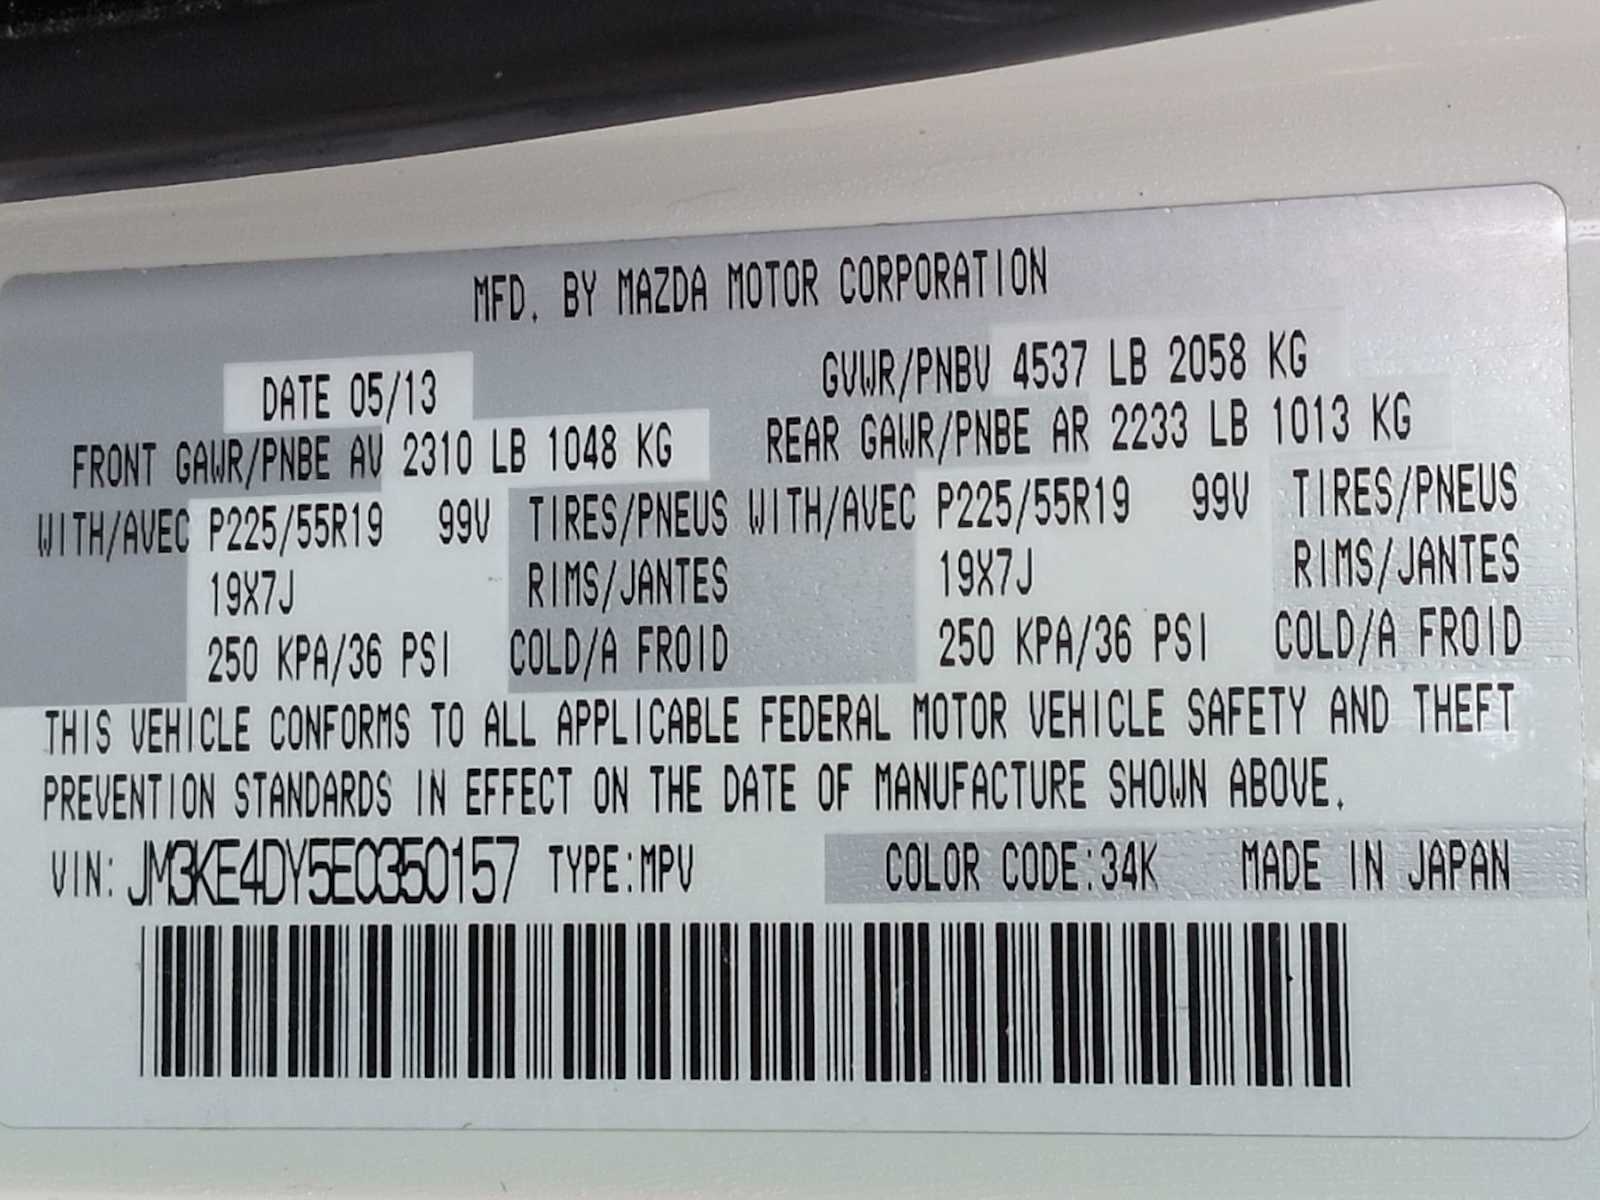 MFD. BY MAZDA MOTOR CORPORATION
DATE 05/13 GVWR/PNBV 4537 LB 2058 KG
FRONT GAWR/PNBE AV 2310 LB 1048 KG REAR GAWR/PNBE AR 2233 LB 1013 KG
WITH/AVEC P225/55R19 99V TIRES/PNEUS WITH/AVEC P225/55R19 99V TIRES/PNEUS
19X7J RIMS/JANTES 19X7J RIMS/JANTES
250 KPA/36 PSI COLD/A FROID 250 KPA/36 PSI COLD/A FROID
THIS VEHICLE CONFORMS TO ALL APPLICABLE FEDERAL MOTOR VEHICLE SAFETY AND THEFT
PREVENTION STANDARDS IN EFFECT ON THE DATE OF MANUFACTURE SHOWN ABOVE.
VIN: JM3KE4DY5E0350157 TYPE:MPV COLOR CODE:34K MADE IN JAPAN